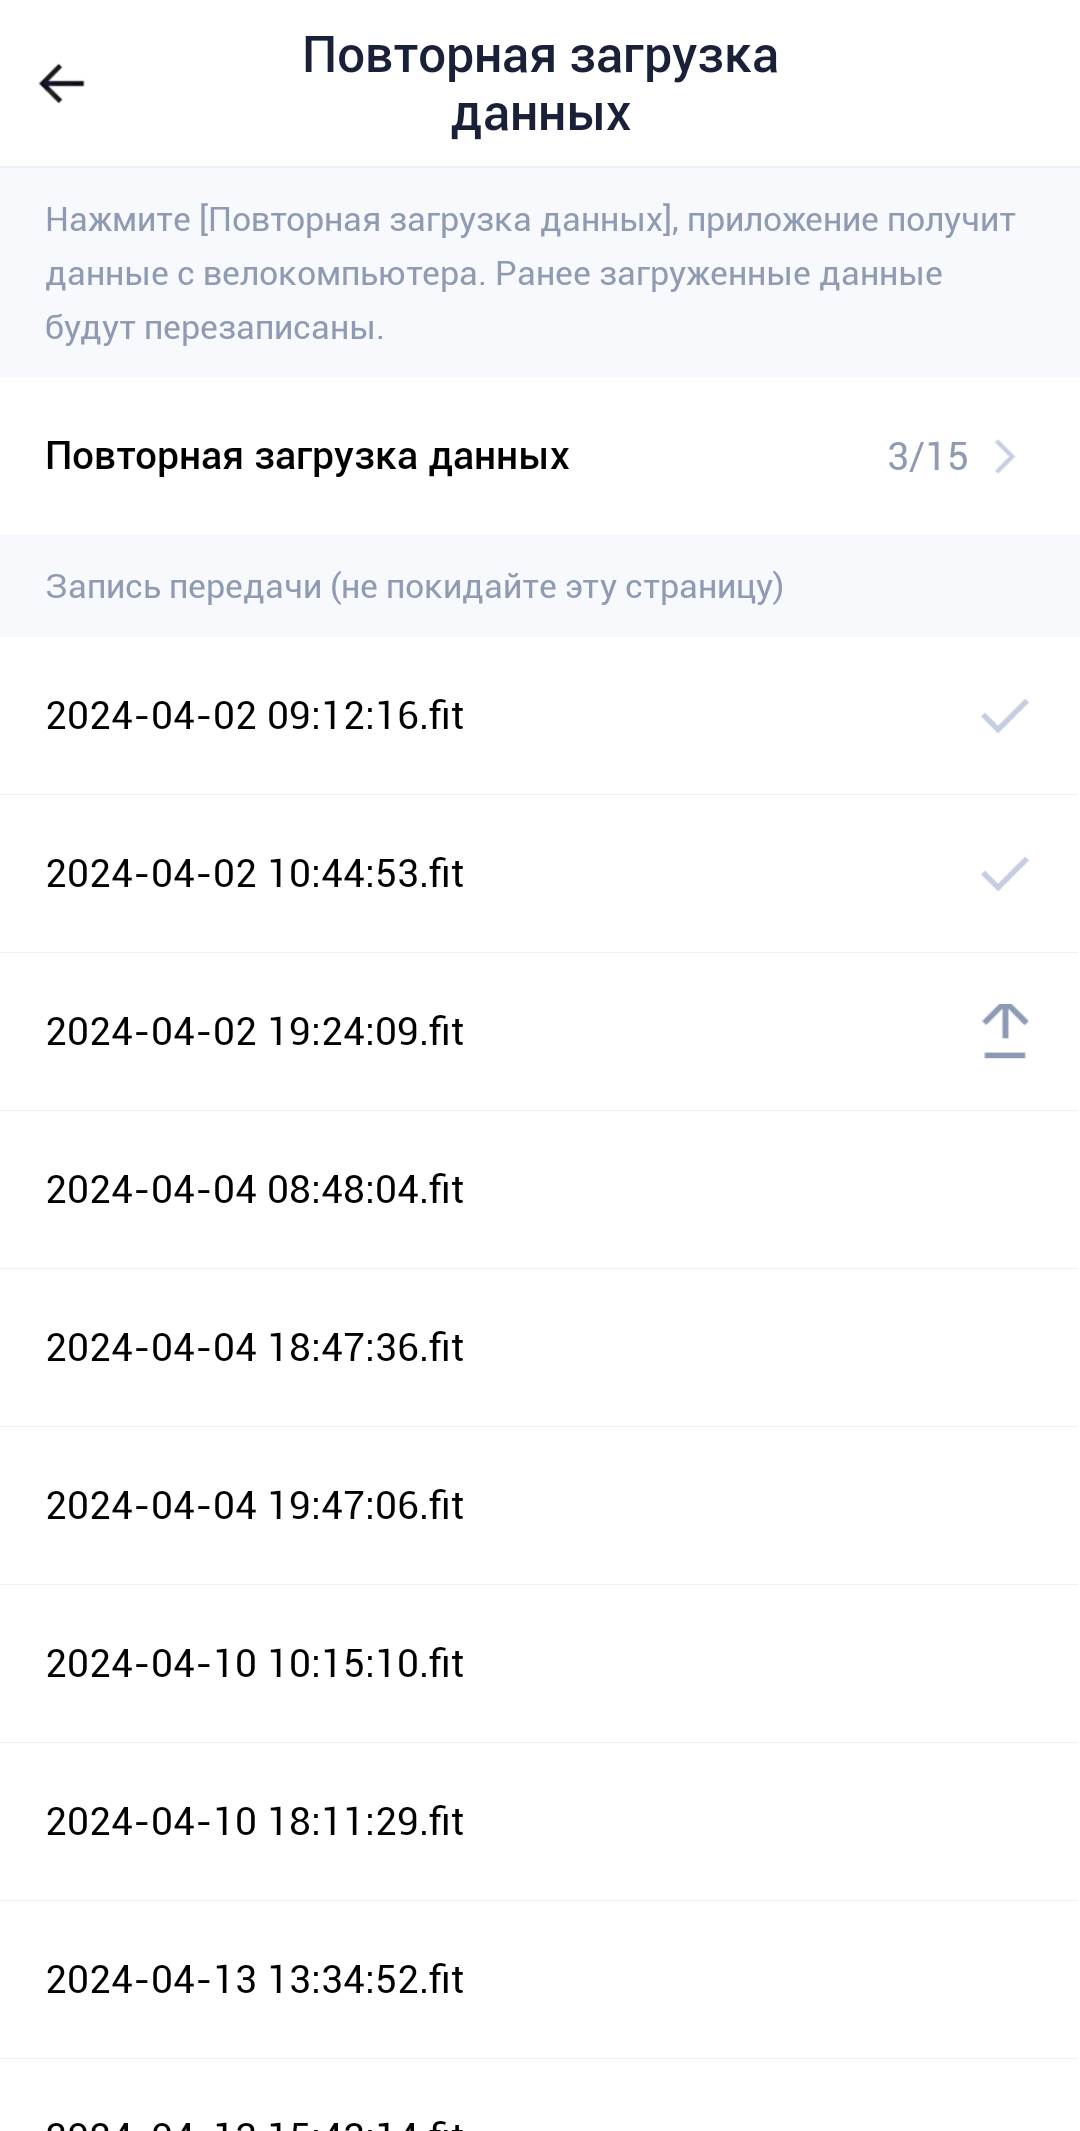 Повторная загрузка
данных
Нажмите [Повторная загрузка данных], приложение получит
данные с велокомпьютера. Ранее загруженные данные
будут перезаписаны.
Повторная загрузка данных 3/15
Запись передачи (не покидайте эту страницу)
2024-04-02 09:12:16.fit
2024-04-02 10:44:53.fit
2024-04-02 19:24:09.fit
2024-04-04 08:48:04.fit
2024-04-04 18:47:36.fit
2024-04-04 19:47:06.fit
2024-04-10 10:15:10.fit
2024-04-10 18:11:29.fit
2024-04-13 13:34:52.fit